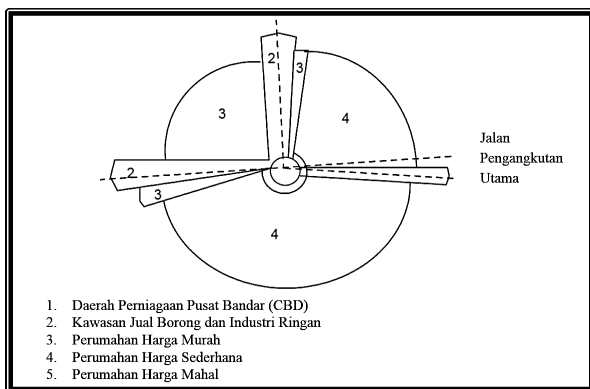 2
3
3
4
Jalan
Pengangkutan
Utama
2
3
4
1. Daerah Perniagaan Pusat Bandar (CBD)
2. Kawasan Jual Borong dan Industri Ringan
3. Perumahan Harga Murah
4. Perumahan Harga Sederhana
5. Perumahan Harga Mahal